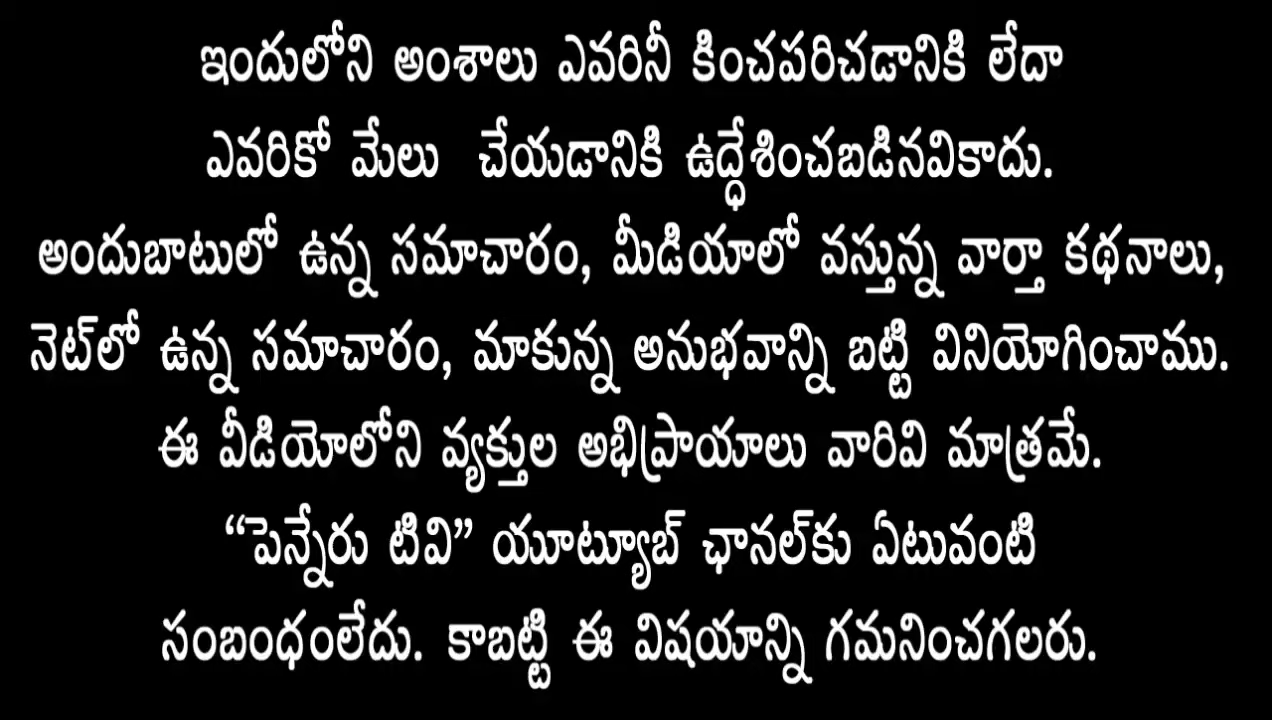 ఇందులోని అంశాలు ఎవరినీ కించపరిచడానికి లేదా
ఎవరికో మేలు చేయడానికి ఉద్ధేశించబడినవికాదు.
అందుబాటులో ఉన్న సమాచారం, మీడియాలో వస్తున్న వార్తా కథనాలు,
నెట్‌లో ఉన్న సమాచారం, మాకున్న అనుభవాన్ని బట్టి వినియోగించాము.
ఈ వీడియోలోని వ్యక్తుల అభిప్రాయాలు వారివి మాత్రమే.
“పెన్నేరు టివి” యూట్యూబ్ ఛానల్‌కు ఏటువంటి
సంబంధంలేదు. కాబట్టి ఈ విషయాన్ని గమనించగలరు.